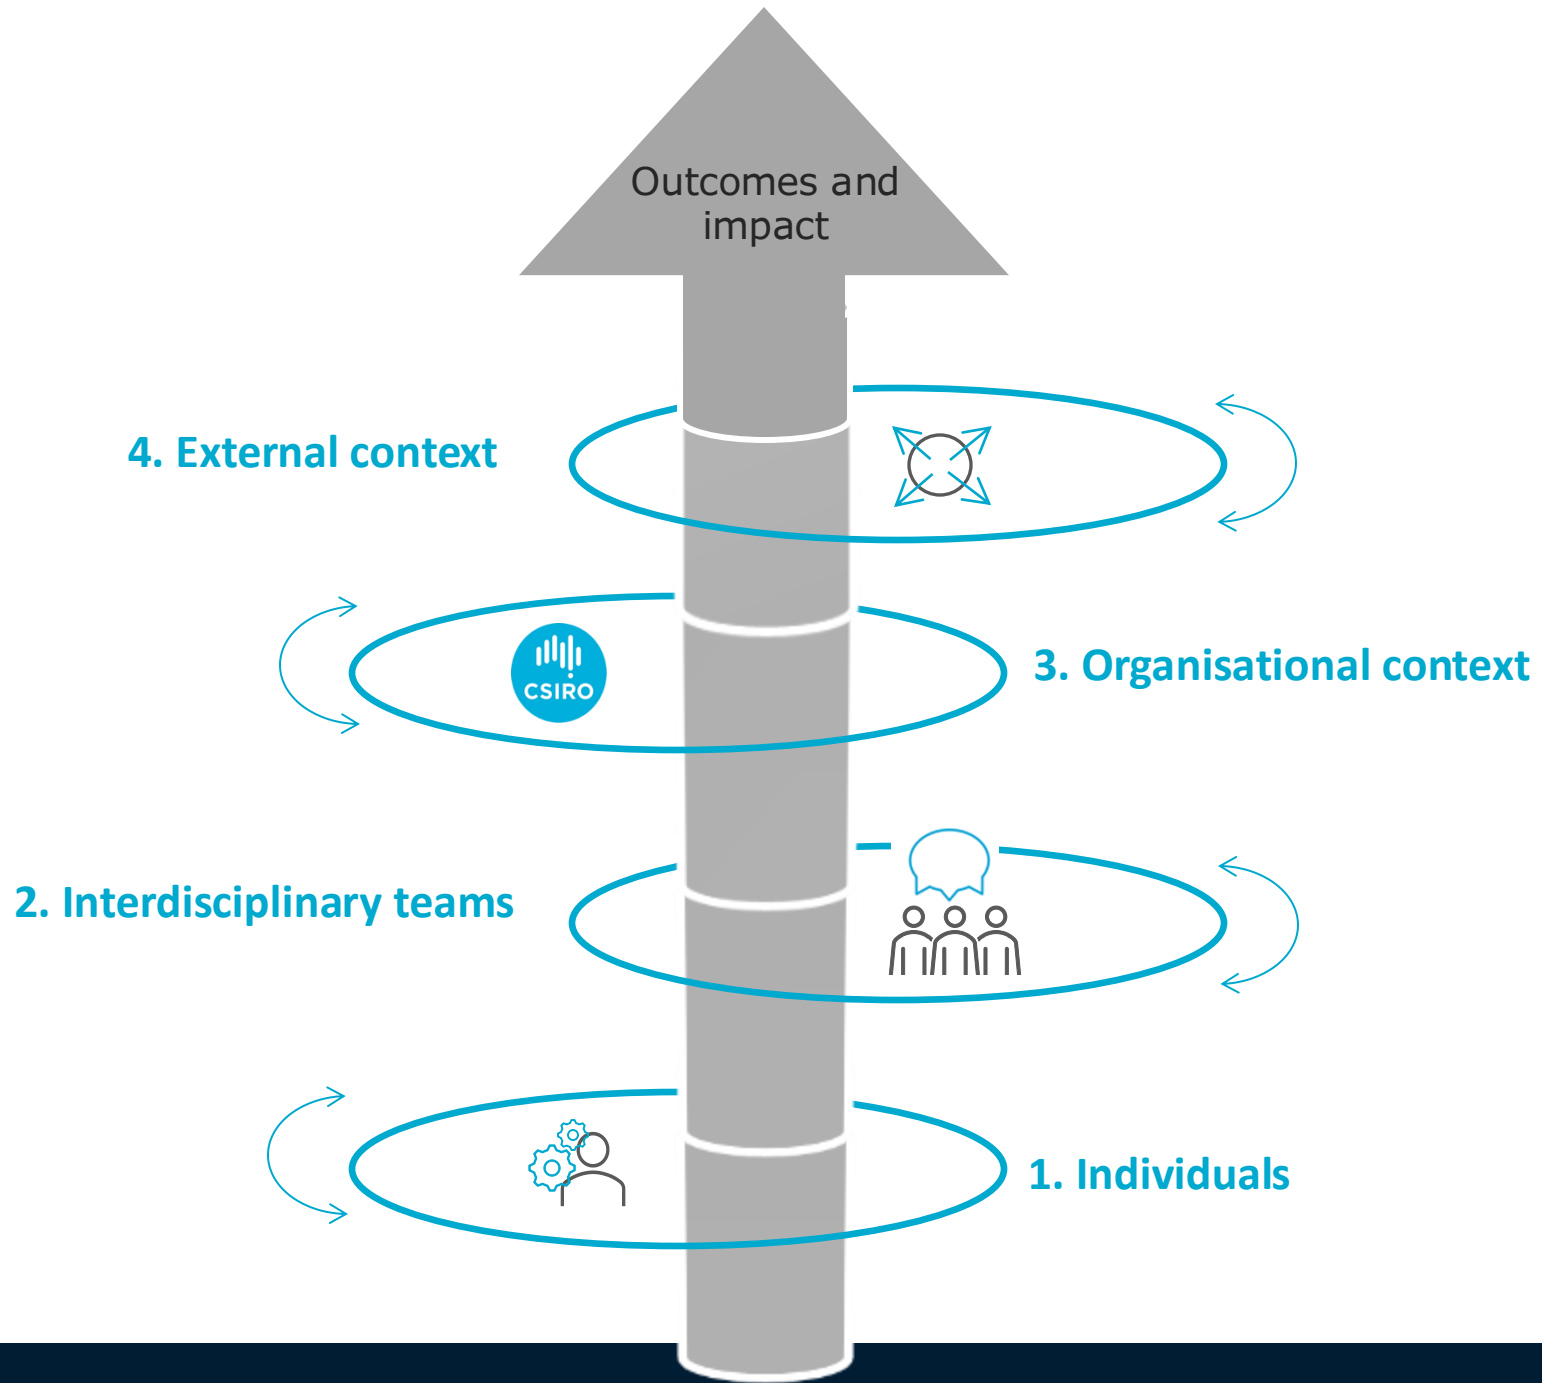 Outcomes and
impact
4. External context
CSIRO
3. Organisational context
2. Interdisciplinary teams
1. Individuals